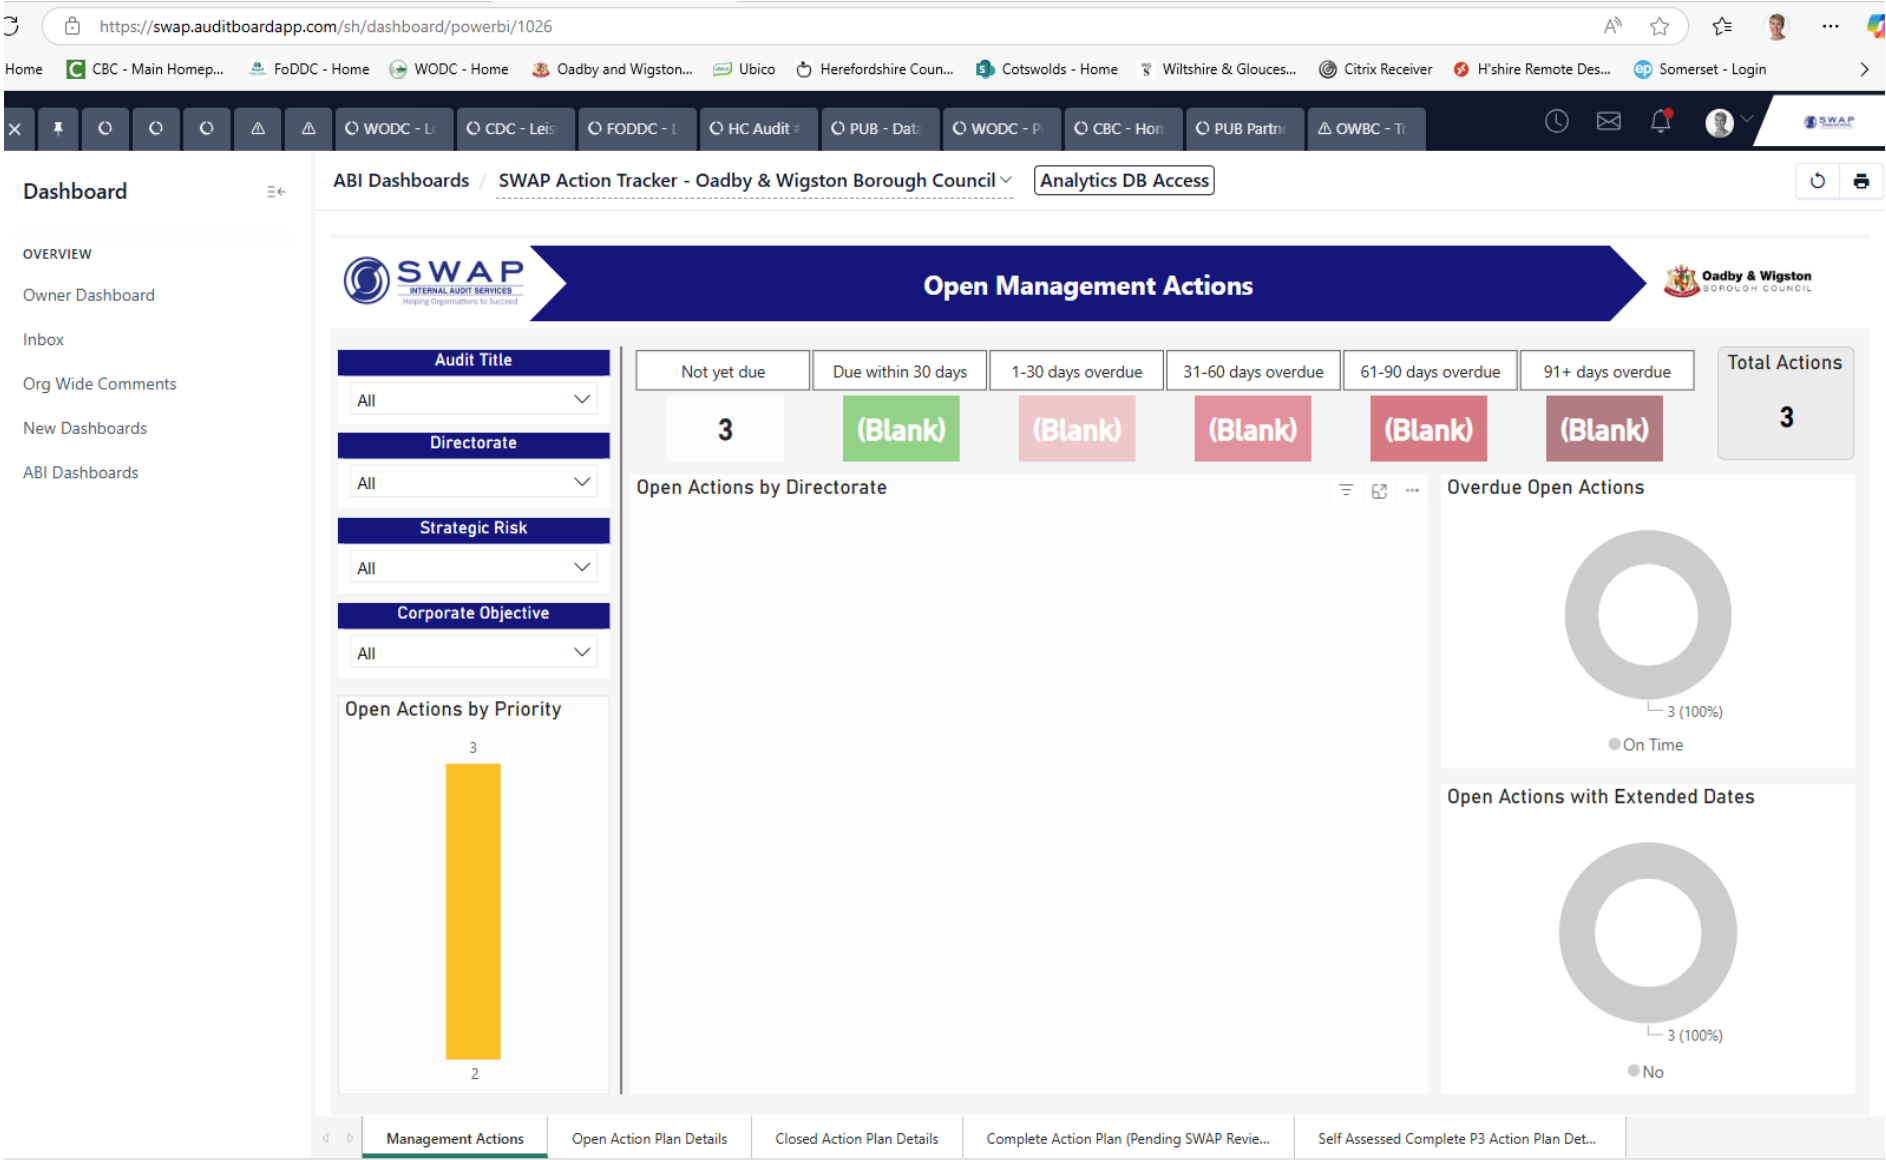 https://swap.auditboardapp.com/sh/dashboard/powerbi/1026
Home CBC - Main Homep... FoDDC - Home WODC - Home Oadby and Wigston... Ubico Herefordshire Coun... Cotswolds - Home Wiltshire & Glouces... Citrix Receiver H'shire Remote Des... Somerset - Login
WODC - L CDC - Leis FODDC - L HC Audit # PUB - Data WODC - P CBC - Hom PUB Partn OWBC - Tr SWAP
Dashboard
ABI Dashboards / SWAP Action Tracker - Oadby & Wigston Borough Council Analytics DB Access
OVERVIEW
Owner Dashboard
Inbox
Org Wide Comments
New Dashboards
ABI Dashboards
SWAP
INTERNAL AUDIT SERVICES
Helping Organisations to Succeed
Open Management Actions
Oadby & Wigston
BOROUGH COUNCIL
Audit Title
All
Directorate
All
Strategic Risk
All
Corporate Objective
All
Not yet due Due within 30 days 1-30 days overdue 31-60 days overdue 61-90 days overdue 91+ days overdue
3 (Blank) (Blank) (Blank) (Blank) (Blank)
Total Actions
3
Open Actions by Directorate
Overdue Open Actions
3 (100%)
On Time
Open Actions by Priority
3
2
Open Actions with Extended Dates
3 (100%)
No
Management Actions Open Action Plan Details Closed Action Plan Details Complete Action Plan (Pending SWAP Revie... Self Assessed Complete P3 Action Plan Det...